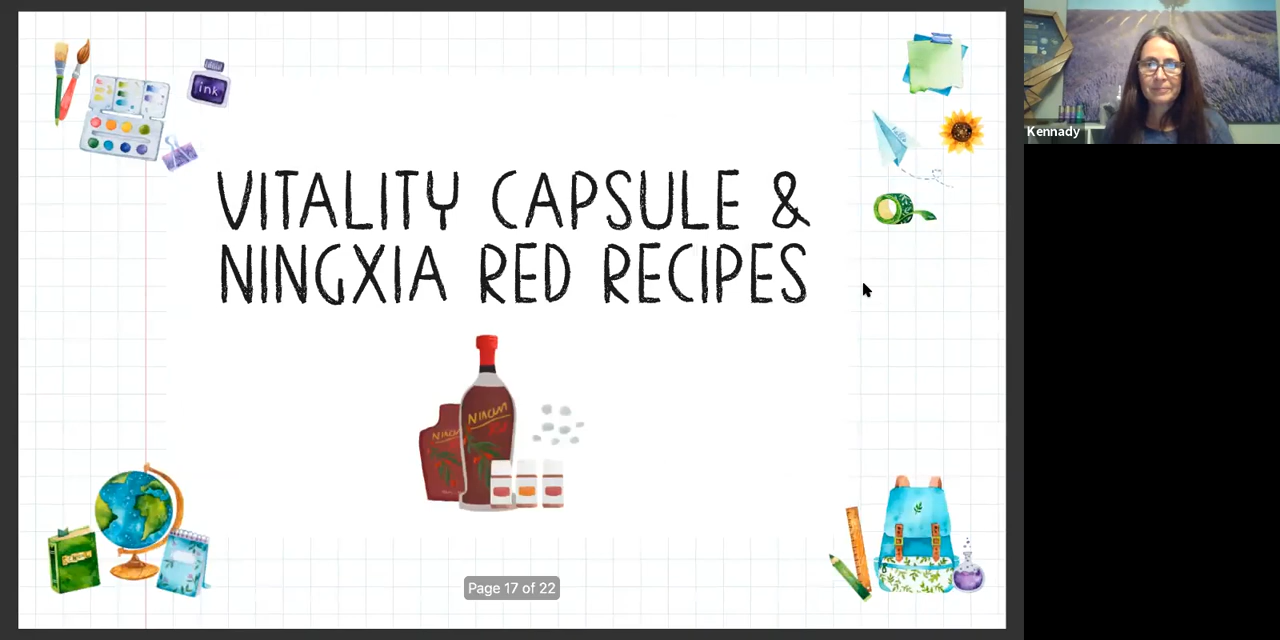 ink
VITALITY CAPSULE &
NINGXIA RED RECIPES
Page 17 of 22
Kennady